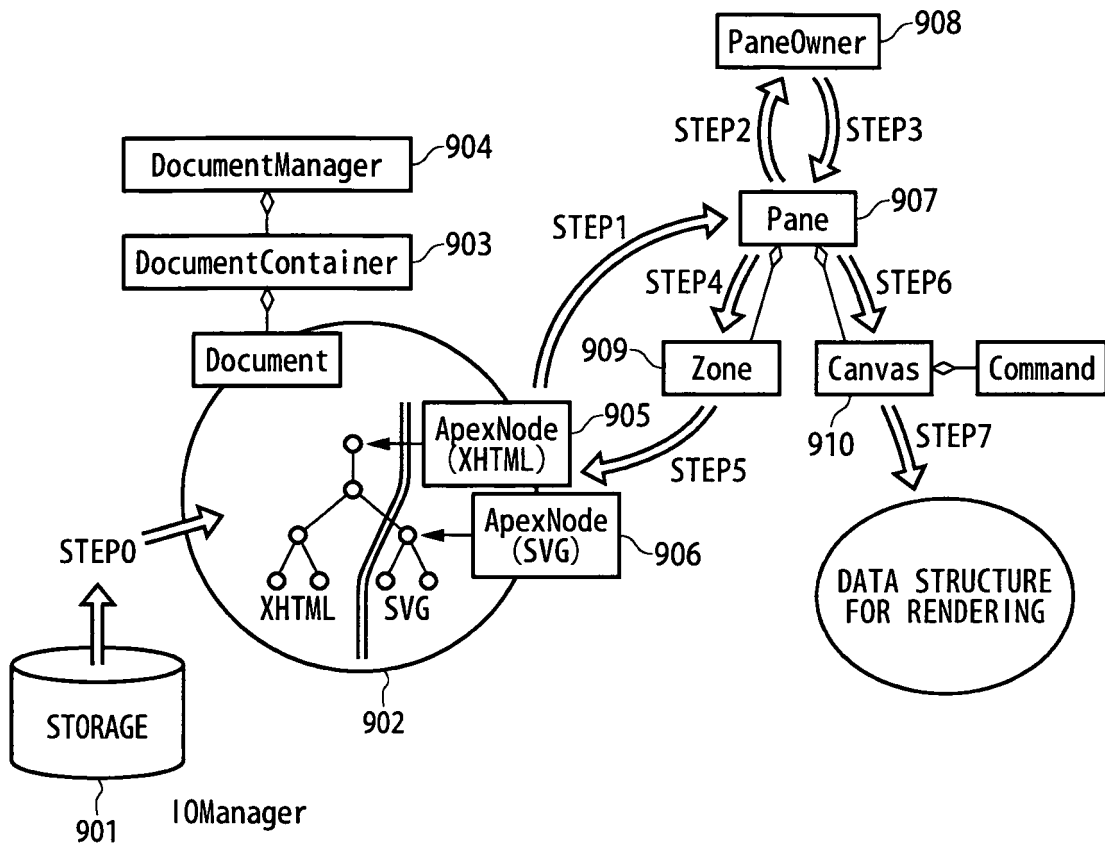 PaneOwner
908
STEP2
STEP3
DocumentManager
904
Pane
907
STEP1
DocumentContainer
903
STEP4
STEP6
Document
909
Zone
Canvas
Command
910
ApexNode
(XHTML)
905
STEP5
STEP7
ApexNode
(SVG)
906
STEP0
XHTML
SVG
DATA STRUCTURE
FOR RENDERING
STORAGE
902
901
IOManager